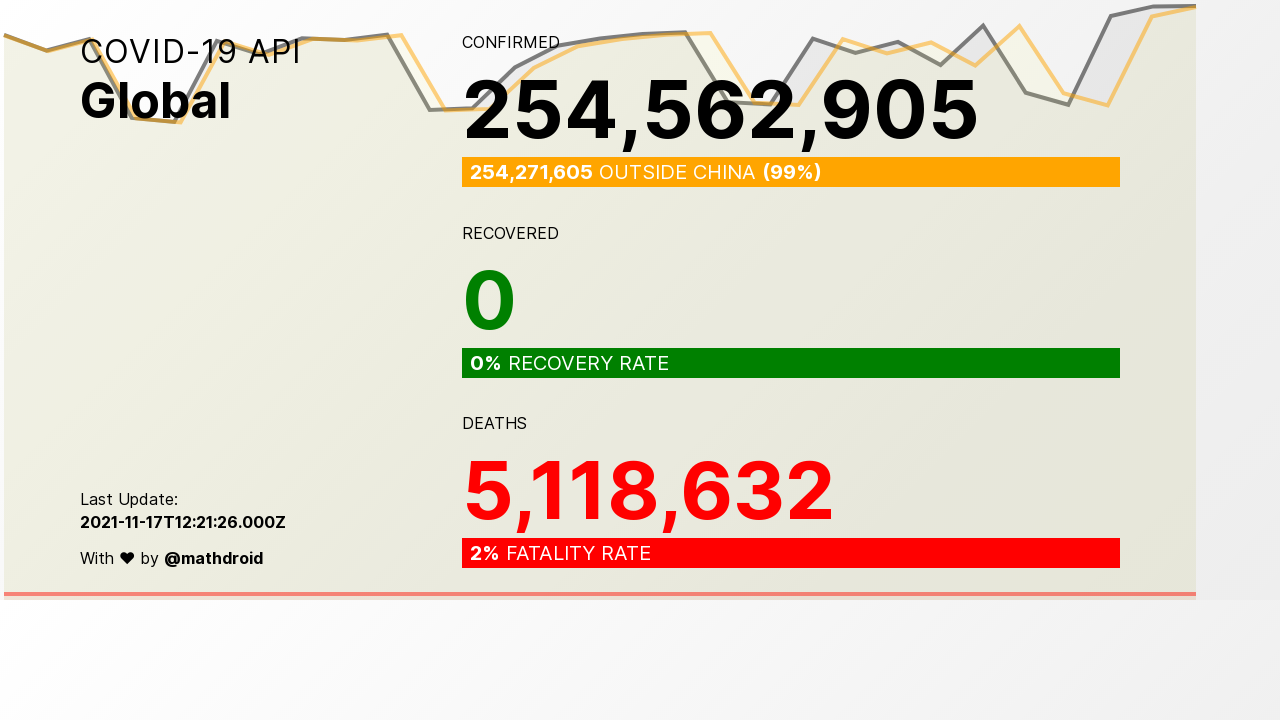 COVID-19 API
Global
CONFIRMED
254,562,905
254,271,605 OUTSIDE CHINA (99%)
RECOVERED
0
0% RECOVERY RATE
DEATHS
5,118,632
2% FATALITY RATE
Last Update:
2021-11-17T12:21:26.000Z
With ♥ by @mathdroid